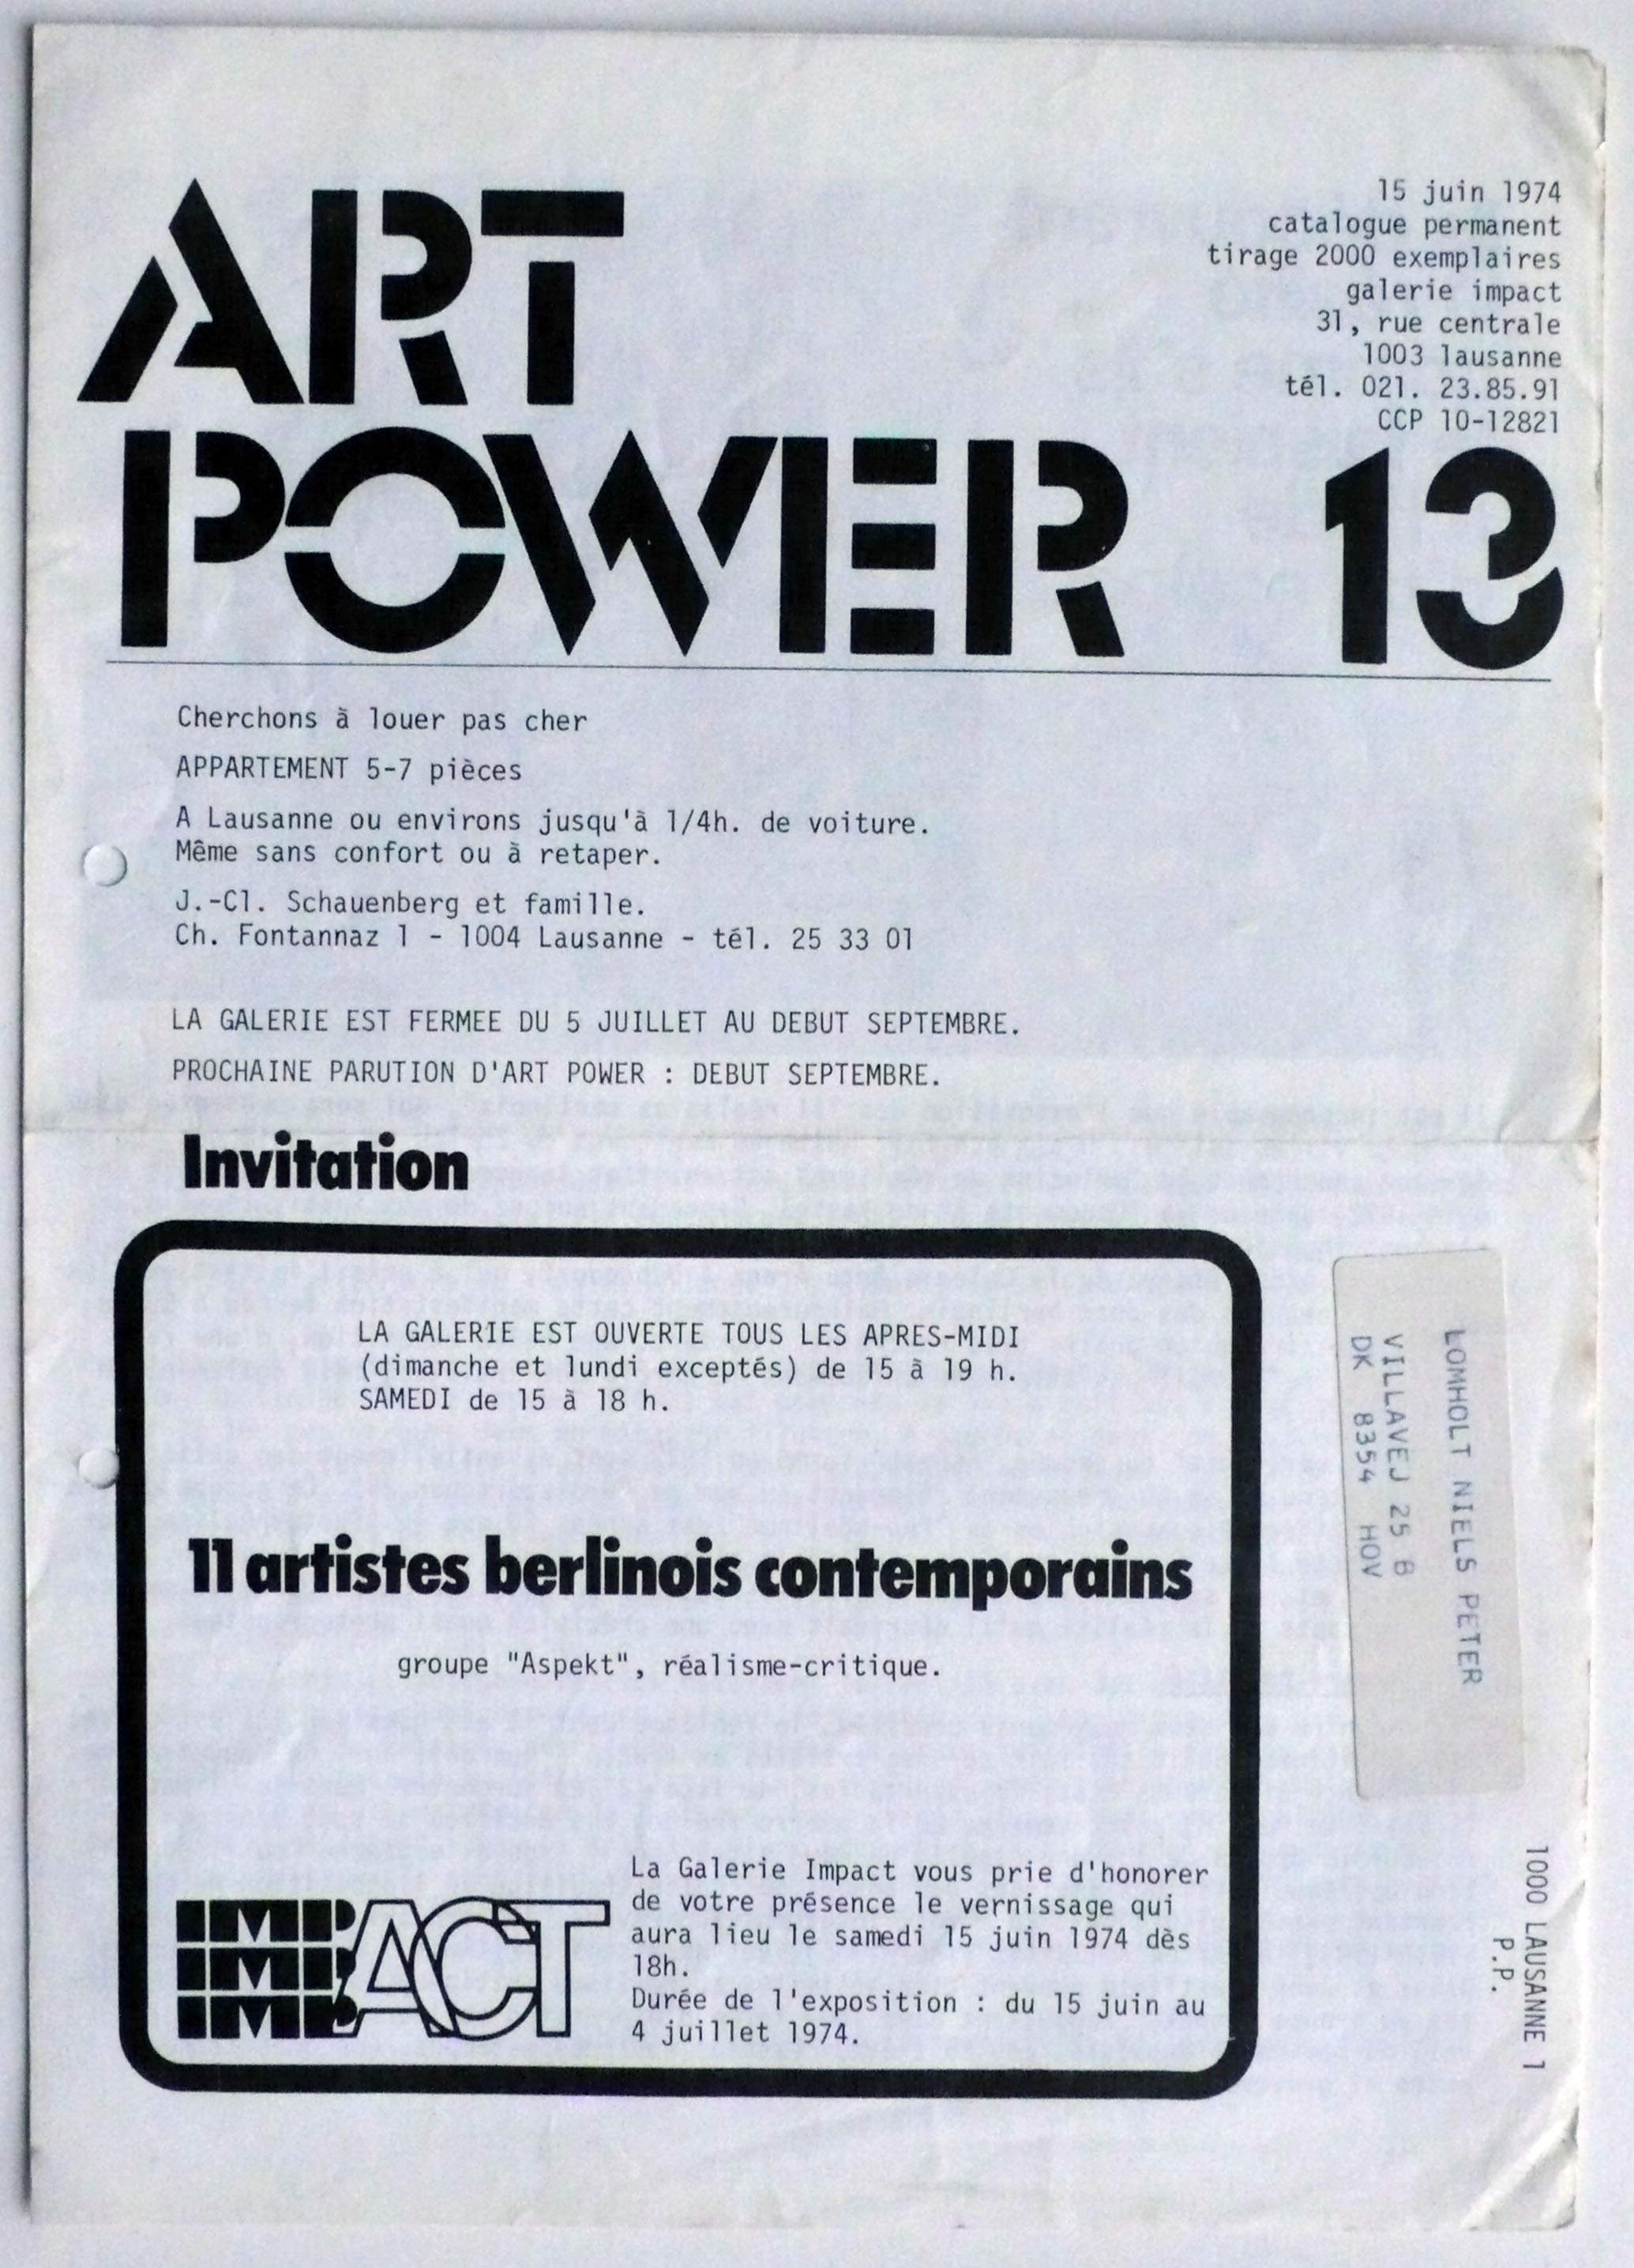 ART
POWER 13
15 juin 1974
catalogue permanent
tirage 2000 exemplaires
galerie impact
31, rue centrale
1003 lausanne
tél. 021. 23.85.91
CCP 10-12821
Cherchons à louer pas cher
APPARTEMENT 5-7 pièces
A Lausanne ou environs jusqu'à 1/4h. de voiture.
Même sans confort ou à retaper.
J.-Cl. Schauenberg et famille.
Ch. Fontannaz 1 - 1004 Lausanne - tél. 25 33 01
LA GALERIE EST FERMEE DU 5 JUILLET AU DEBUT SEPTEMBRE.
PROCHAINE PARUTION D'ART POWER : DEBUT SEPTEMBRE.
Invitation
LA GALERIE EST OUVERTE TOUS LES APRES-MIDI
(dimanche et lundi exceptés) de 15 à 19 h.
SAMEDI de 15 à 18 h.
11 artistes berlinois contemporains
groupe "Aspekt", réalisme-critique.
IMPACT
La Galerie Impact vous prie d'honorer
de votre présence le vernissage qui
aura lieu le samedi 15 juin 1974 dès
18h.
Durée de l'exposition : du 15 juin au
4 juillet 1974.
LOMHOLT NIELS PETER
VILLAVEJ 25 B
DK 8354 HOV
1000 LAUSANNE 1
P.P.